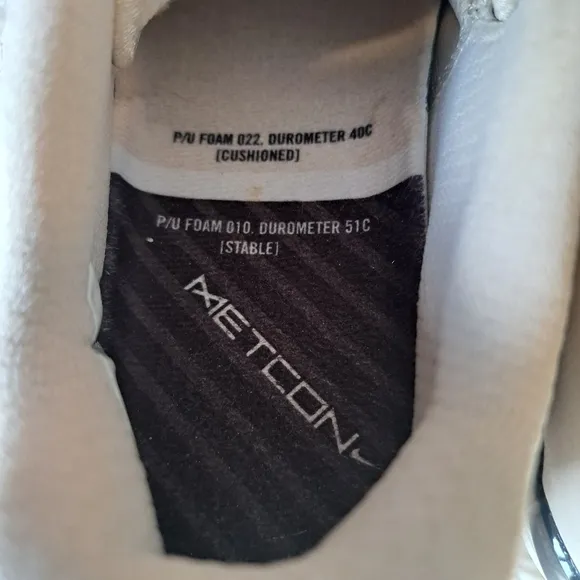 P/U FOAM 022. DUROMETER 40C
[CUSHIONED]
P/U FOAM 010. DUROMETER 51C
[STABLE]
METCON